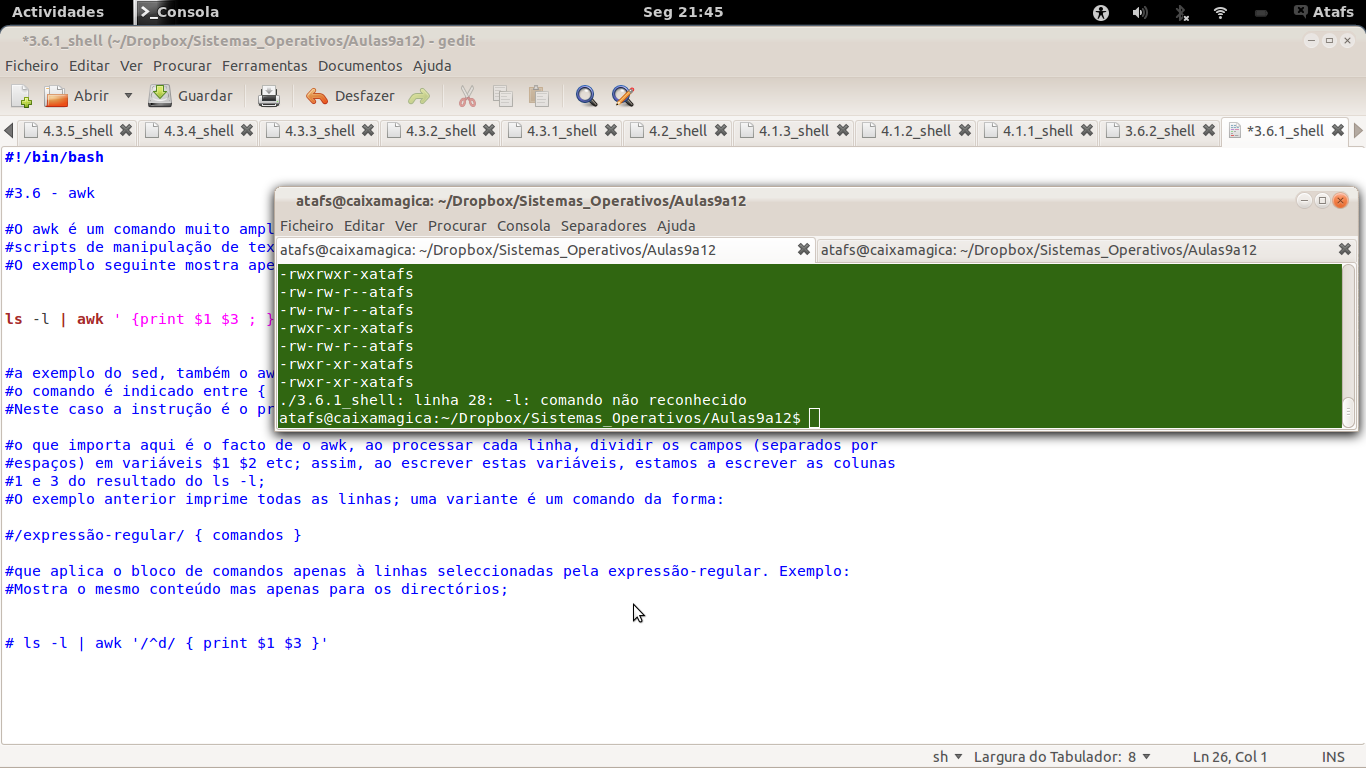 Actividades
Consola
Seg 21:45
Atafs
*3.6.1_shell (~/Dropbox/Sistemas_Operativos/Aulas9a12) - gedit
Ficheiro Editar Ver Procurar Ferramentas Documentos Ajuda
Abrir Guardar Desfazer
4.3.5_shell 4.3.4_shell 4.3.3_shell 4.3.2_shell 4.3.1_shell 4.2_shell 4.1.3_shell 4.1.2_shell 4.1.1_shell 3.6.2_shell *3.6.1_shell
#!/bin/bash
#3.6 - awk
#O awk é um comando muito ampl
#scripts de manipulação de tex
#O exemplo seguinte mostra ape
ls -l | awk ' {print $1 $3 ; }
#a exemplo do sed, também o aw
#o comando é indicado entre {
#Neste caso a instrução é o pr
atafs@caixamagica: ~/Dropbox/Sistemas_Operativos/Aulas9a12
Ficheiro Editar Ver Procurar Consola Separadores Ajuda
atafs@caixamagica: ~/Dropbox/Sistemas_Operativos/Aulas9a12 atafs@caixamagica: ~/Dropbox/Sistemas_Operativos/Aulas9a12
-rwxrwxr-xatafs
-rw-rw-r--atafs
-rw-rw-r--atafs
-rwxr-xr-xatafs
-rw-rw-r--atafs
-rwxr-xr-xatafs
-rwxr-xr-xatafs
./3.6.1_shell: linha 28: -l: comando não reconhecido
atafs@caixamagica:~/Dropbox/Sistemas_Operativos/Aulas9a12$
#o que importa aqui é o facto de o awk, ao processar cada linha, dividir os campos (separados por
#espaços) em variáveis $1 $2 etc; assim, ao escrever estas variáveis, estamos a escrever as colunas
#1 e 3 do resultado do ls -l;
#O exemplo anterior imprime todas as linhas; uma variante é um comando da forma:
#/expressão-regular/ { comandos }
#que aplica o bloco de comandos apenas à linhas seleccionadas pela expressão-regular. Exemplo:
#Mostra o mesmo conteúdo mas apenas para os directórios;
# ls -l | awk '/^d/ { print $1 $3 }'
sh Largura do Tabulador: 8 Ln 26, Col 1 INS